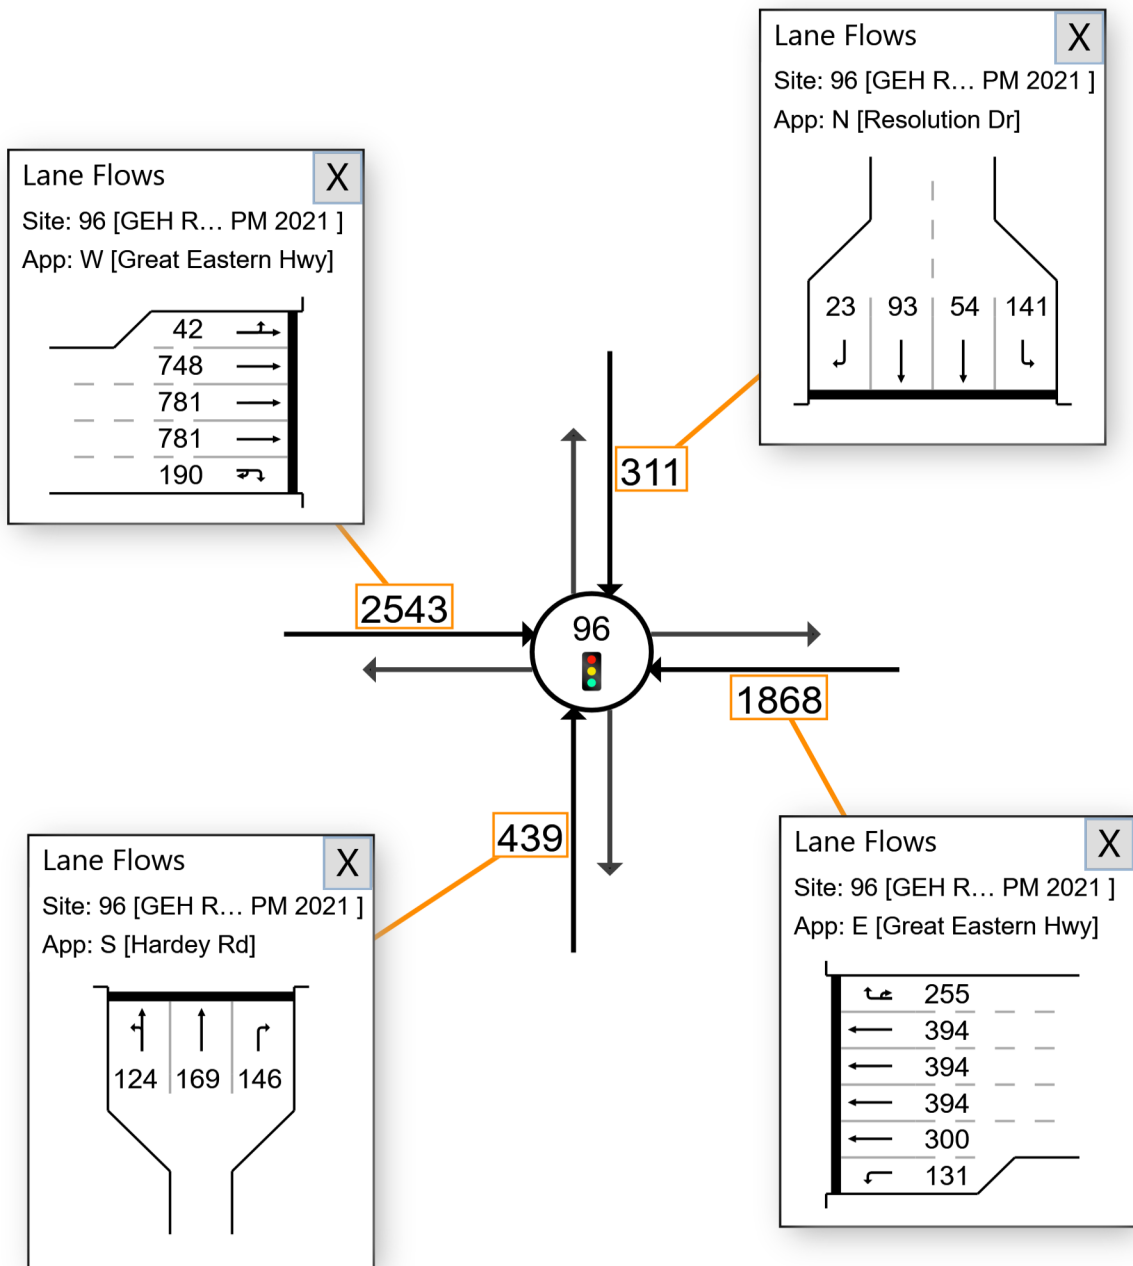 Lane Flows X
Site: 96 [GEH R... PM 2021 ]
App: N [Resolution Dr]
23 93 54 141
Lane Flows X
Site: 96 [GEH R... PM 2021 ]
App: W [Great Eastern Hwy]
42
748
781
781
190
311
2543
96
1868
439
Lane Flows X
Site: 96 [GEH R... PM 2021 ]
App: S [Hardey Rd]
124 169 146
Lane Flows X
Site: 96 [GEH R... PM 2021 ]
App: E [Great Eastern Hwy]
255
394
394
394
300
131